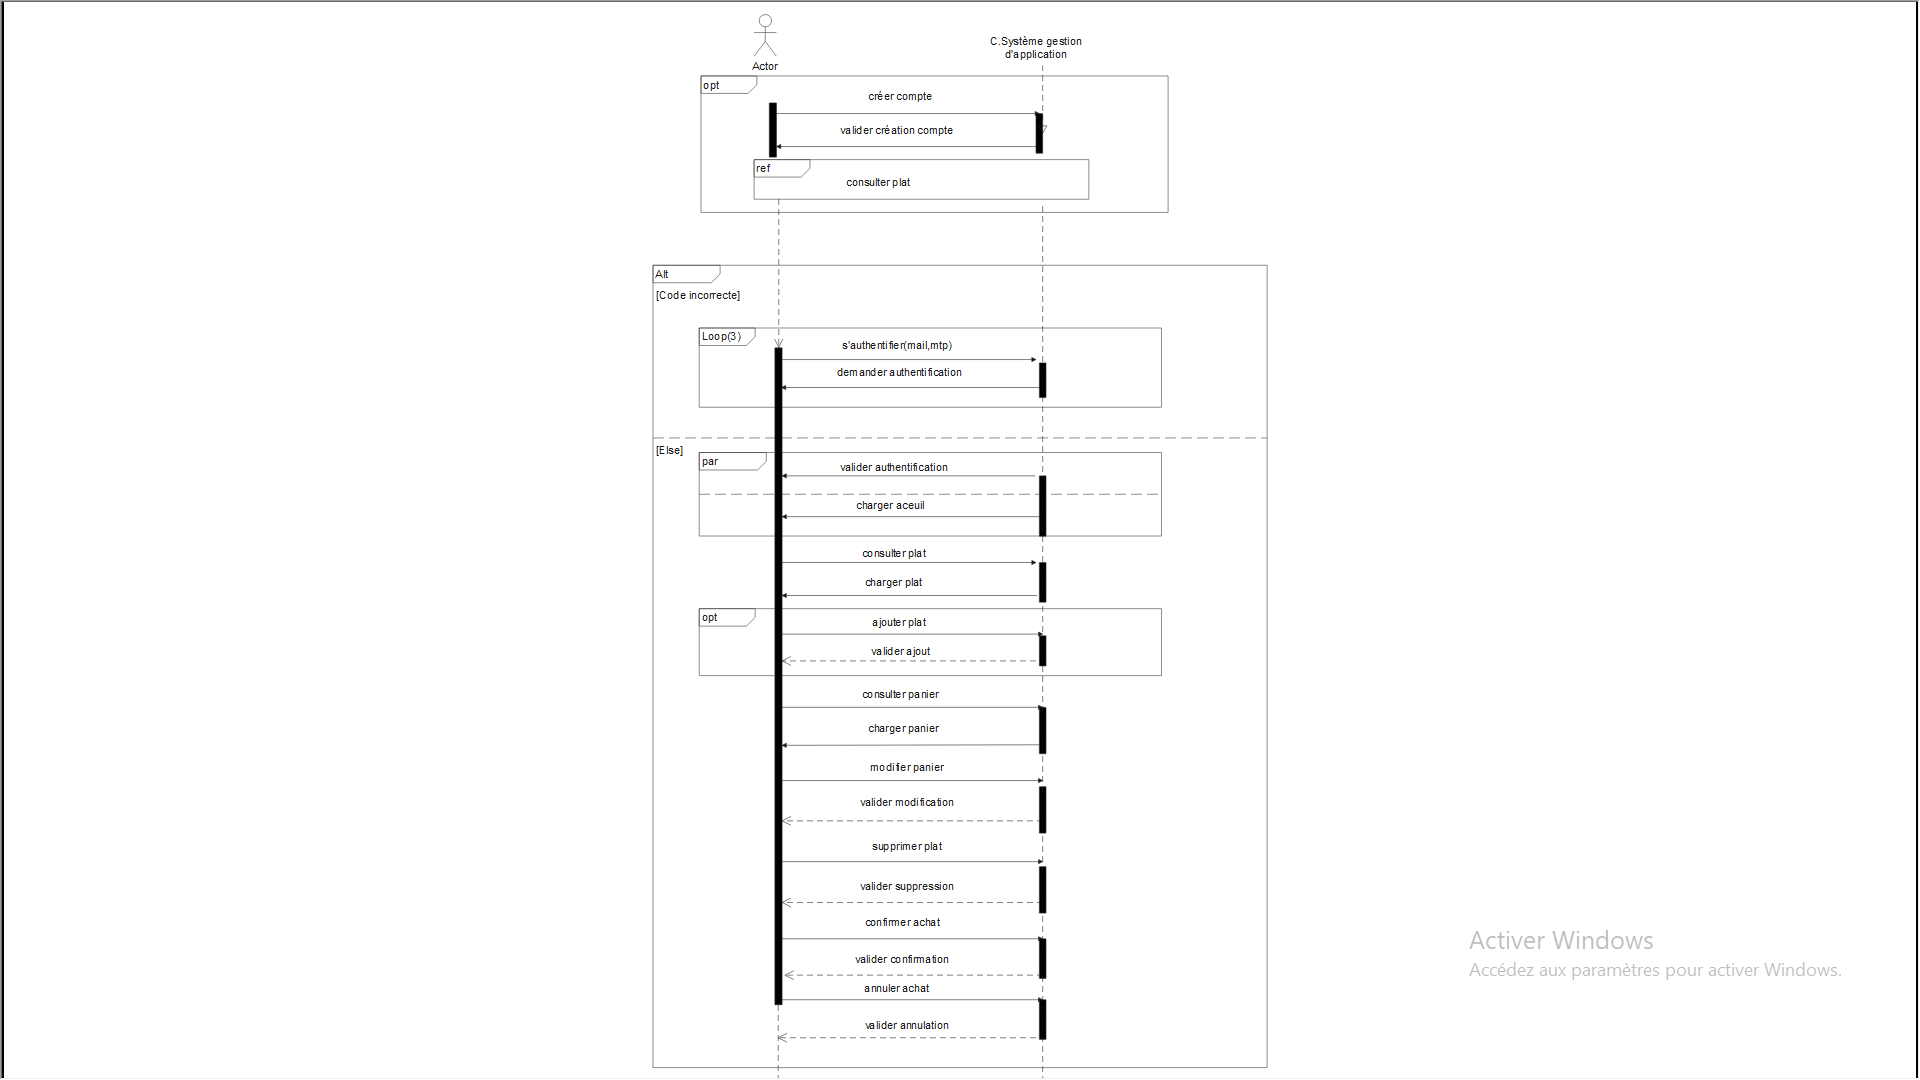 Actor
C.Système gestion
d'application
opt
créer compte
valider création compte
ref
consulter plat
Alt
[Code incorrecte]
Loop(3)
s'authentifier(mail,mtp)
demander authentification
[Else]
par
valider authentification
charger aceuil
consulter plat
charger plat
opt
ajouter plat
valider ajout
consulter panier
charger panier
modifier panier
valider modification
supprimer plat
valider suppression
confirmer achat
valider confirmation
annuler achat
valider annulation
Activer Windows
Accédez aux paramètres pour activer Windows.